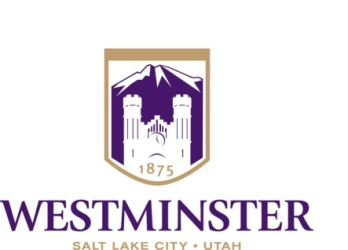 1875
WESTMINSTER
SALT LAKE CITY • UTAH